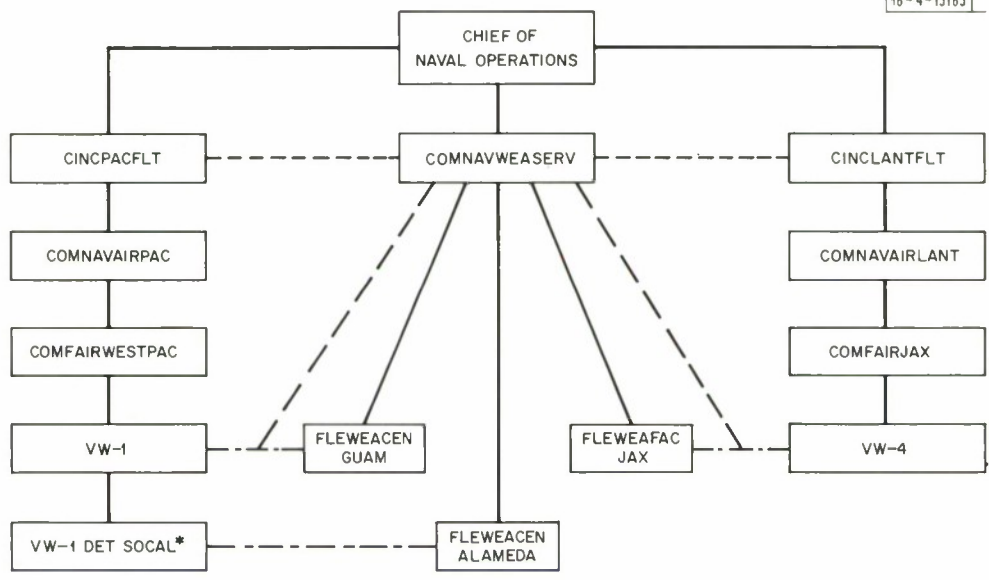 CHIEF OF
NAVAL OPERATIONS
CINCPACFLT
COMNAVWEASERV
CINCLANTFLT
COMNAVAIRPAC
COMNAVAIRLANT
COMFAIRWESTPAC
COMFAIRJAX
VW-1
FLEWEACEN
GUAM
FLEWEAFAC
JAX
VW-4
VW-1 DET SOCAL*
FLEWEACEN
ALAMEDA